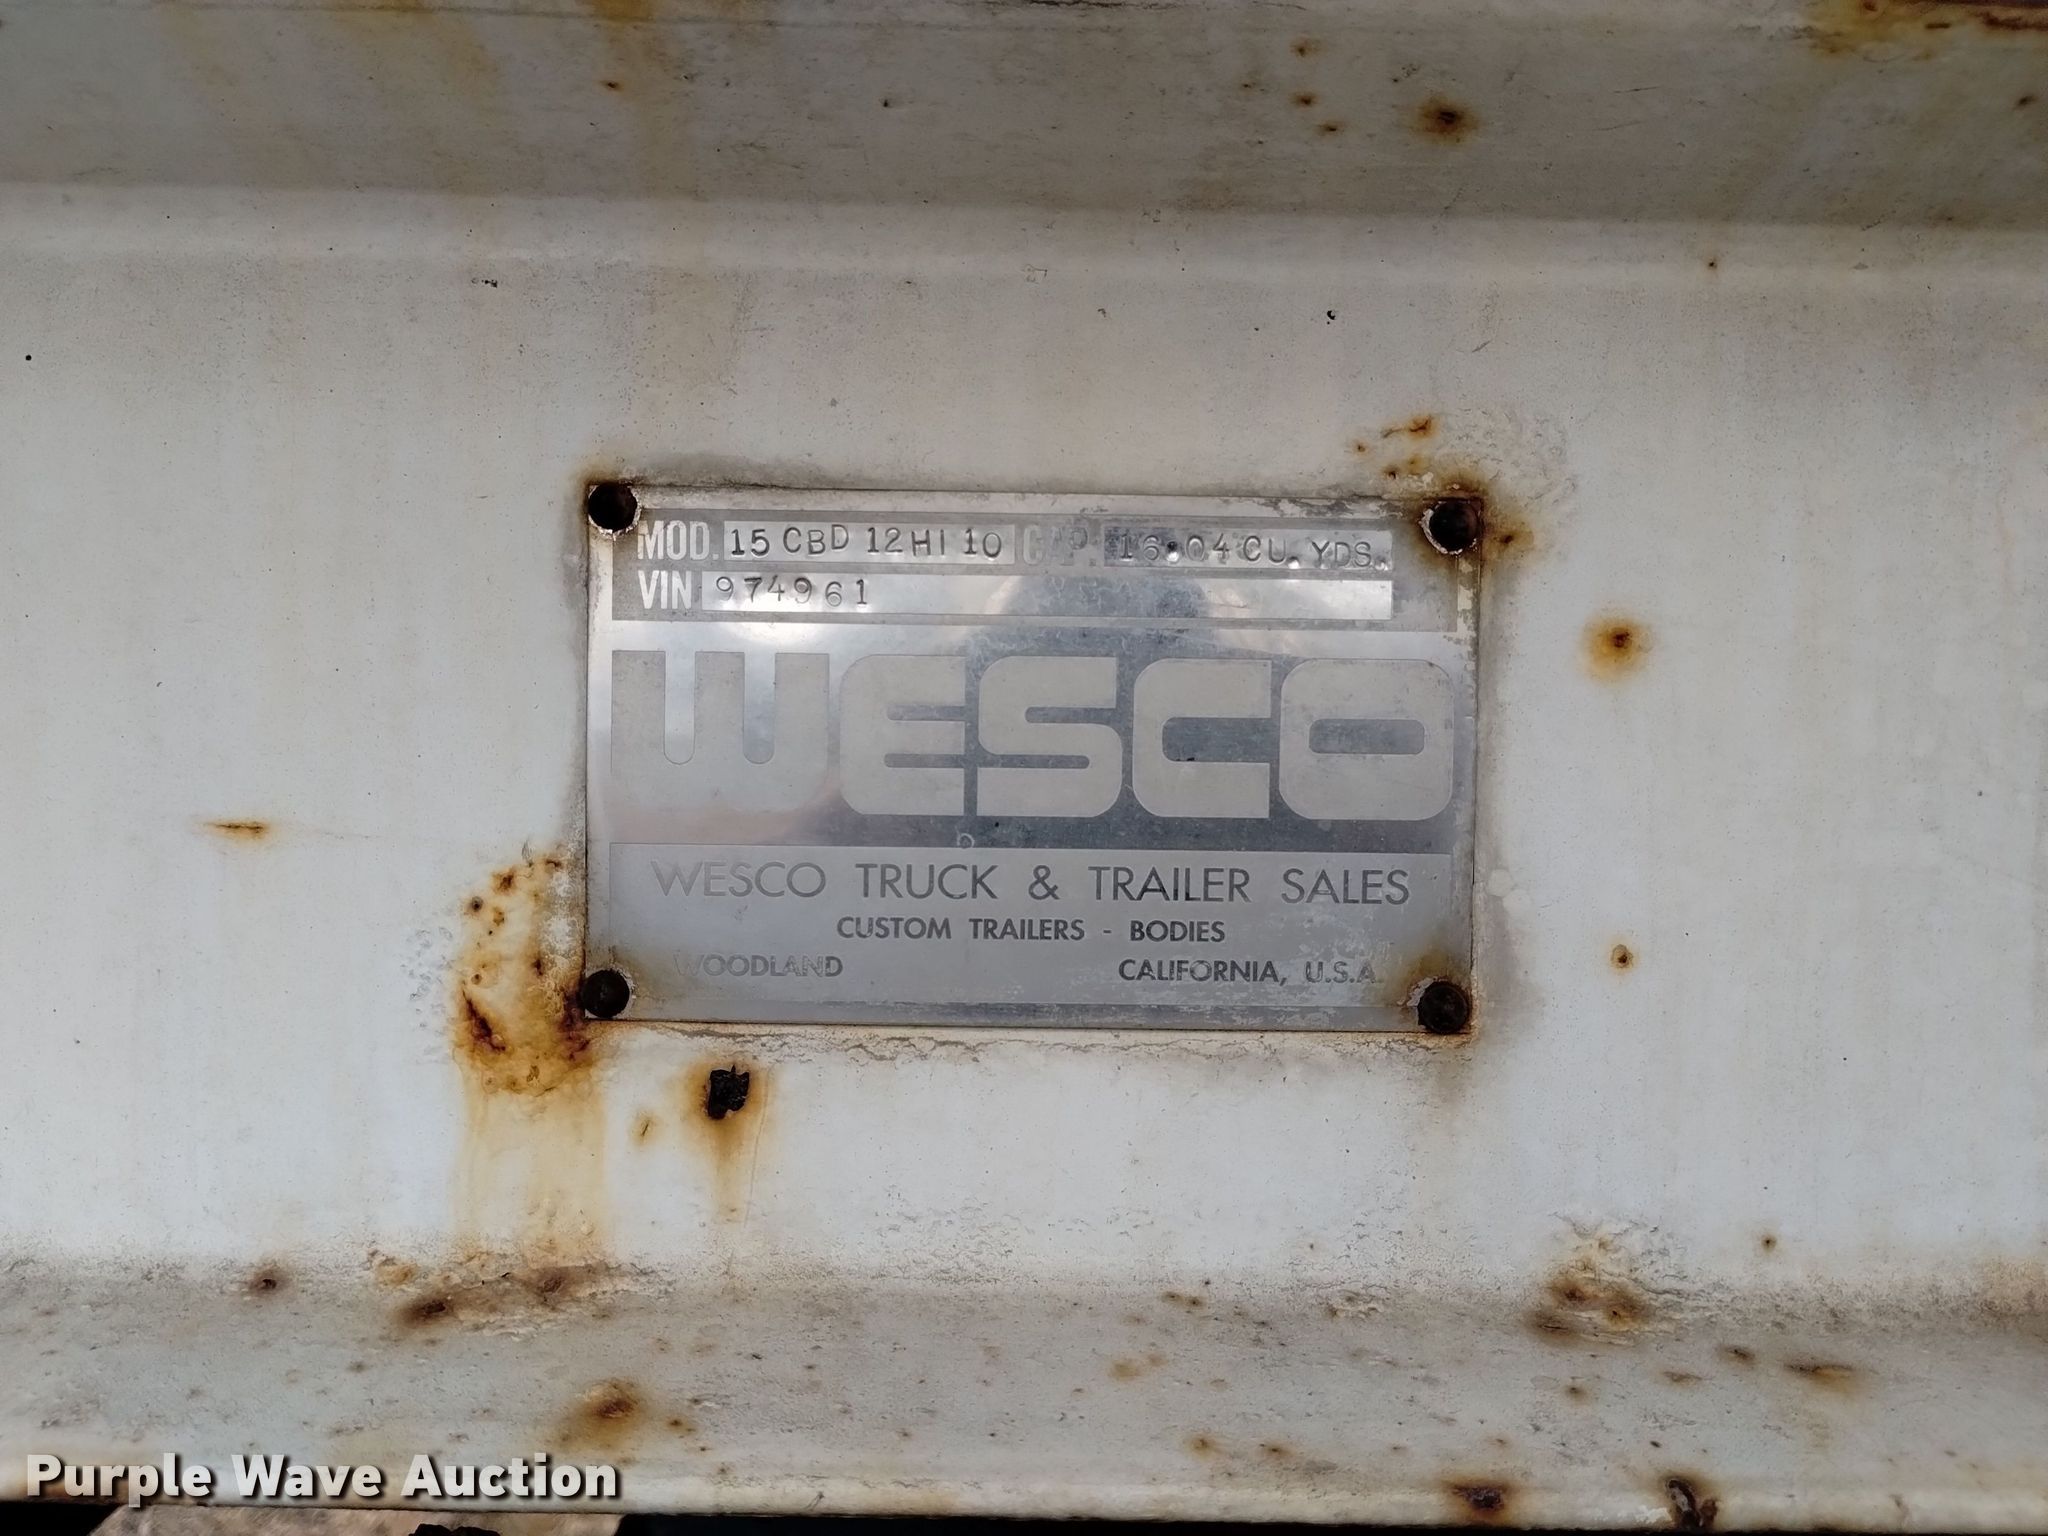 MOD. 15 CBD 12HI 10 CAP. 16.04 CU. YDS.
VIN 974961
WESCO
WESCO TRUCK & TRAILER SALES
CUSTOM TRAILERS - BODIES
WOODLAND CALIFORNIA, U.S.A.
Purple Wave Auction